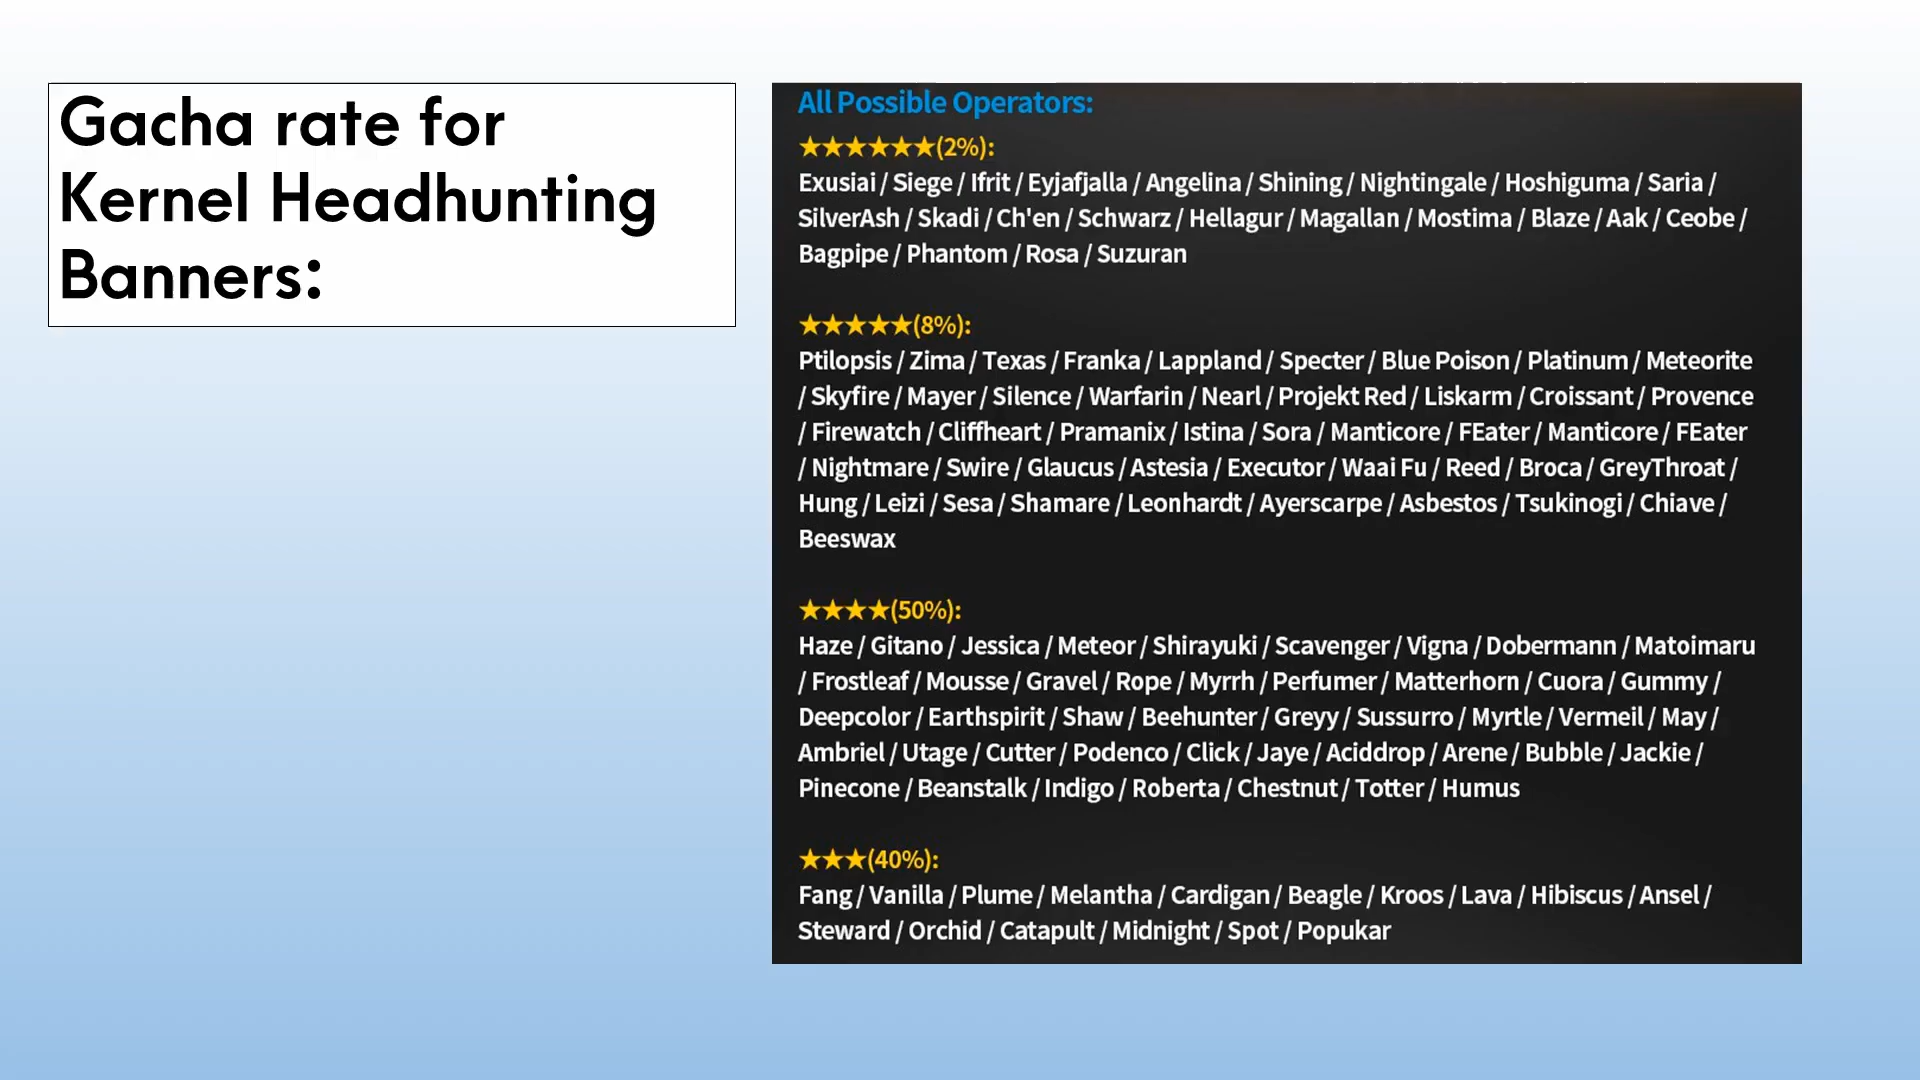 Gacha rate for
Kernel Headhunting
Banners:
All Possible Operators:
★★★★★★(2%):
Exusiai / Siege / Ifrit / Eyjafjalla / Angelina / Shining / Nightingale / Hoshiguma / Saria /
SilverAsh / Skadi / Ch'en / Schwarz / Hellagur / Magallan / Mostima / Blaze / Aak / Ceobe /
Bagpipe / Phantom / Rosa / Suzuran
★★★★★(8%):
Ptilopsis / Zima / Texas / Franka / Lappland / Specter / Blue Poison / Platinum / Meteorite
/ Skyfire / Mayer / Silence / Warfarin / Nearl / Projekt Red / Liskarm / Croissant / Provence
/ Firewatch / Cliffheart / Pramanix / Istina / Sora / Manticore / FEater / Manticore / FEater
/ Nightmare / Swire / Glaucus / Astesia / Executor / Waai Fu / Reed / Broca / GreyThroat /
Hung / Leizi / Sesa / Shamare / Leonhardt / Ayerscarpe / Asbestos / Tsukinogi / Chiave /
Beeswax
★★★★(50%):
Haze / Gitano / Jessica / Meteor / Shirayuki / Scavenger / Vigna / Dobermann / Matoimaru
/ Frostleaf / Mousse / Gravel / Rope / Myrrh / Perfumer / Matterhorn / Cuora / Gummy /
Deepcolor / Earthspirit / Shaw / Beehunter / Greyy / Sussurro / Myrtle / Vermeil / May /
Ambriel / Utage / Cutter / Podenco / Click / Jaye / Aciddrop / Arene / Bubble / Jackie /
Pinecone / Beanstalk / Indigo / Roberta / Chestnut / Totter / Humus
★★★(40%):
Fang / Vanilla / Plume / Melantha / Cardigan / Beagle / Kroos / Lava / Hibiscus / Ansel /
Steward / Orchid / Catapult / Midnight / Spot / Popukar